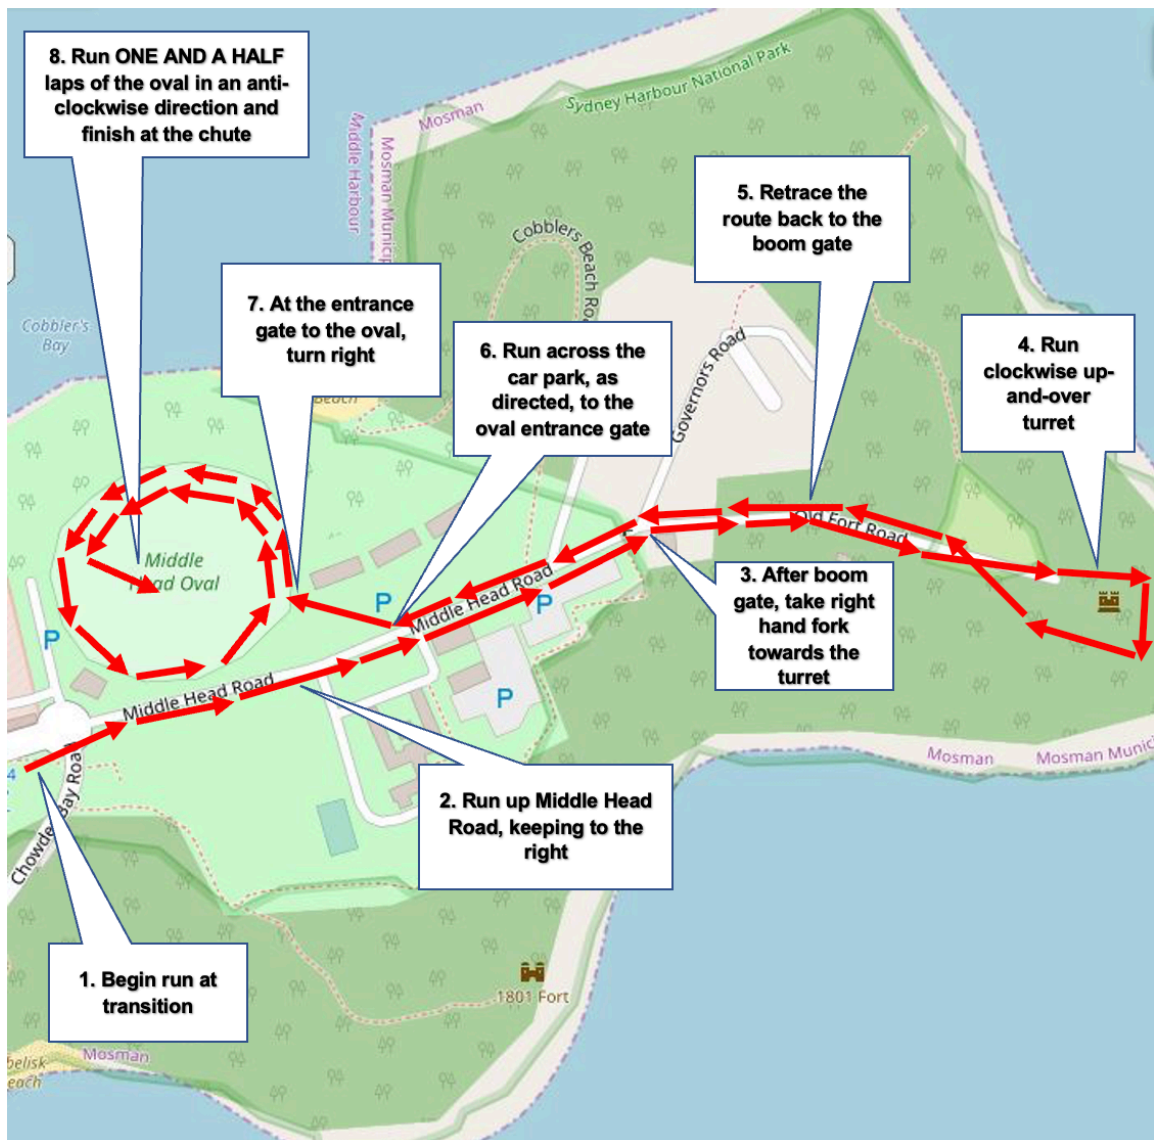 8. Run ONE AND A HALF
laps of the oval in an anti-
clockwise direction and
finish at the chute
Mosman
Sydney Harbour National Park
Middle Harbour
Mosman Municip
5. Retrace the
route back to the
boom gate
Cobblers Beach Roa
7. At the entrance
gate to the oval,
turn right
Cobbler's
Bay
Beach
6. Run across the
car park, as
directed, to the
oval entrance gate
Governors Road
4. Run
clockwise up-
and-over
turret
Old Fort Road
Middle
Head Oval
P
P
P
P
Middle Head Road
3. After boom
gate, take right
hand fork
towards the
turret
Middle Head Road
Chowder Bay Road
4
2. Run up Middle Head
Road, keeping to the
right
Mosman
Mosman Munic
1. Begin run at
transition
1801 Fort
Mosman
belisk
each